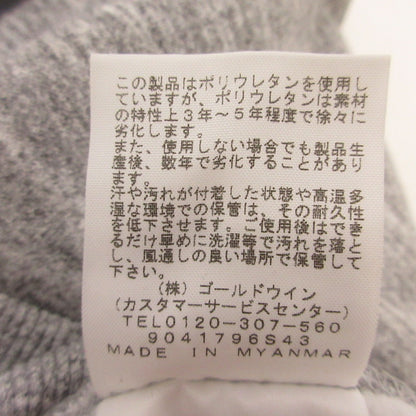 この製品はポリウレタンを使用し
ていますが、ポリウレタンは素材
の特性上3年～5年程度で徐々に
劣化します。
また、使用しない場合でも製品生
産後、数年で劣化することがあり
ます。
汗や汚れが付着した状態や高温多
湿な環境での保管は、その耐久性
を低下させます。ご使用後はでき
るだけ早めに洗濯等で汚れを落と
し、風通しの良い場所で保管して
下さい。
(株) ゴールドウイン
(カスタマーサービスセンター)
TEL0120-307-560
9041796S43
MADE IN MYANMAR